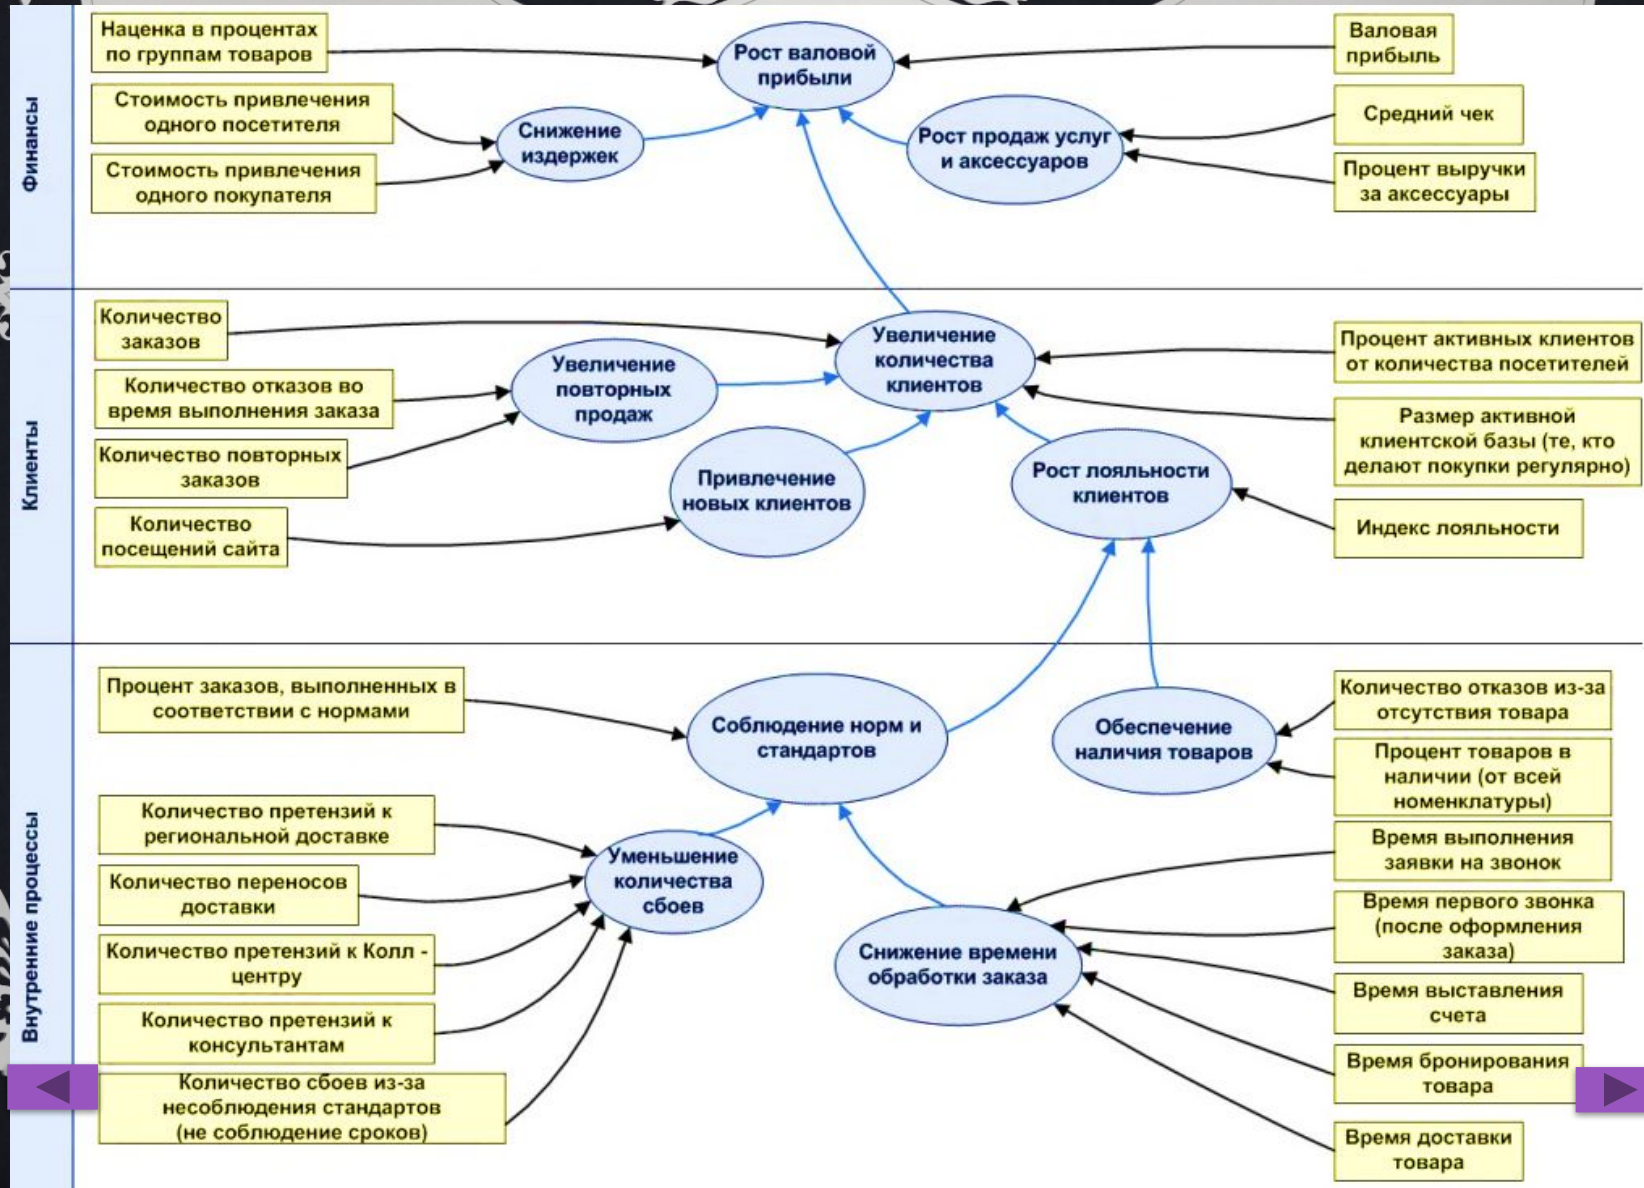 Финансы
Наценка в процентах
по группам товаров
Стоимость привлечения
одного посетителя
Стоимость привлечения
одного покупателя
Снижение
издержек
Рост валовой
прибыли
Рост продаж услуг
и аксессуаров
Валовая
прибыль
Средний чек
Процент выручки
за аксессуары
Клиенты
Количество
заказов
Количество отказов во
время выполнения заказа
Количество повторных
заказов
Количество
посещений сайта
Увеличение
повторных
продаж
Увеличение
количества
клиентов
Привлечение
новых клиентов
Рост лояльности
клиентов
Процент активных клиентов
от количества посетителей
Размер активной
клиентской базы (те, кто
делают покупки регулярно)
Индекс лояльности
Внутренние процессы
Процент заказов, выполненных в
соответствии с нормами
Количество претензий к
региональной доставке
Количество переносов
доставки
Количество претензий к Колл -
центру
Количество претензий к
консультантам
Количество сбоев из-за
несоблюдения стандартов
(не соблюдение сроков)
Соблюдение норм и
стандартов
Обеспечение
наличия товаров
Уменьшение
количества
сбоев
Снижение времени
обработки заказа
Количество отказов из-за
отсутствия товара
Процент товаров в
наличии (от всей
номенклатуры)
Время выполнения
заявки на звонок
Время первого звонка
(после оформления
заказа)
Время выставления
счета
Время бронирования
товара
Время доставки
товара